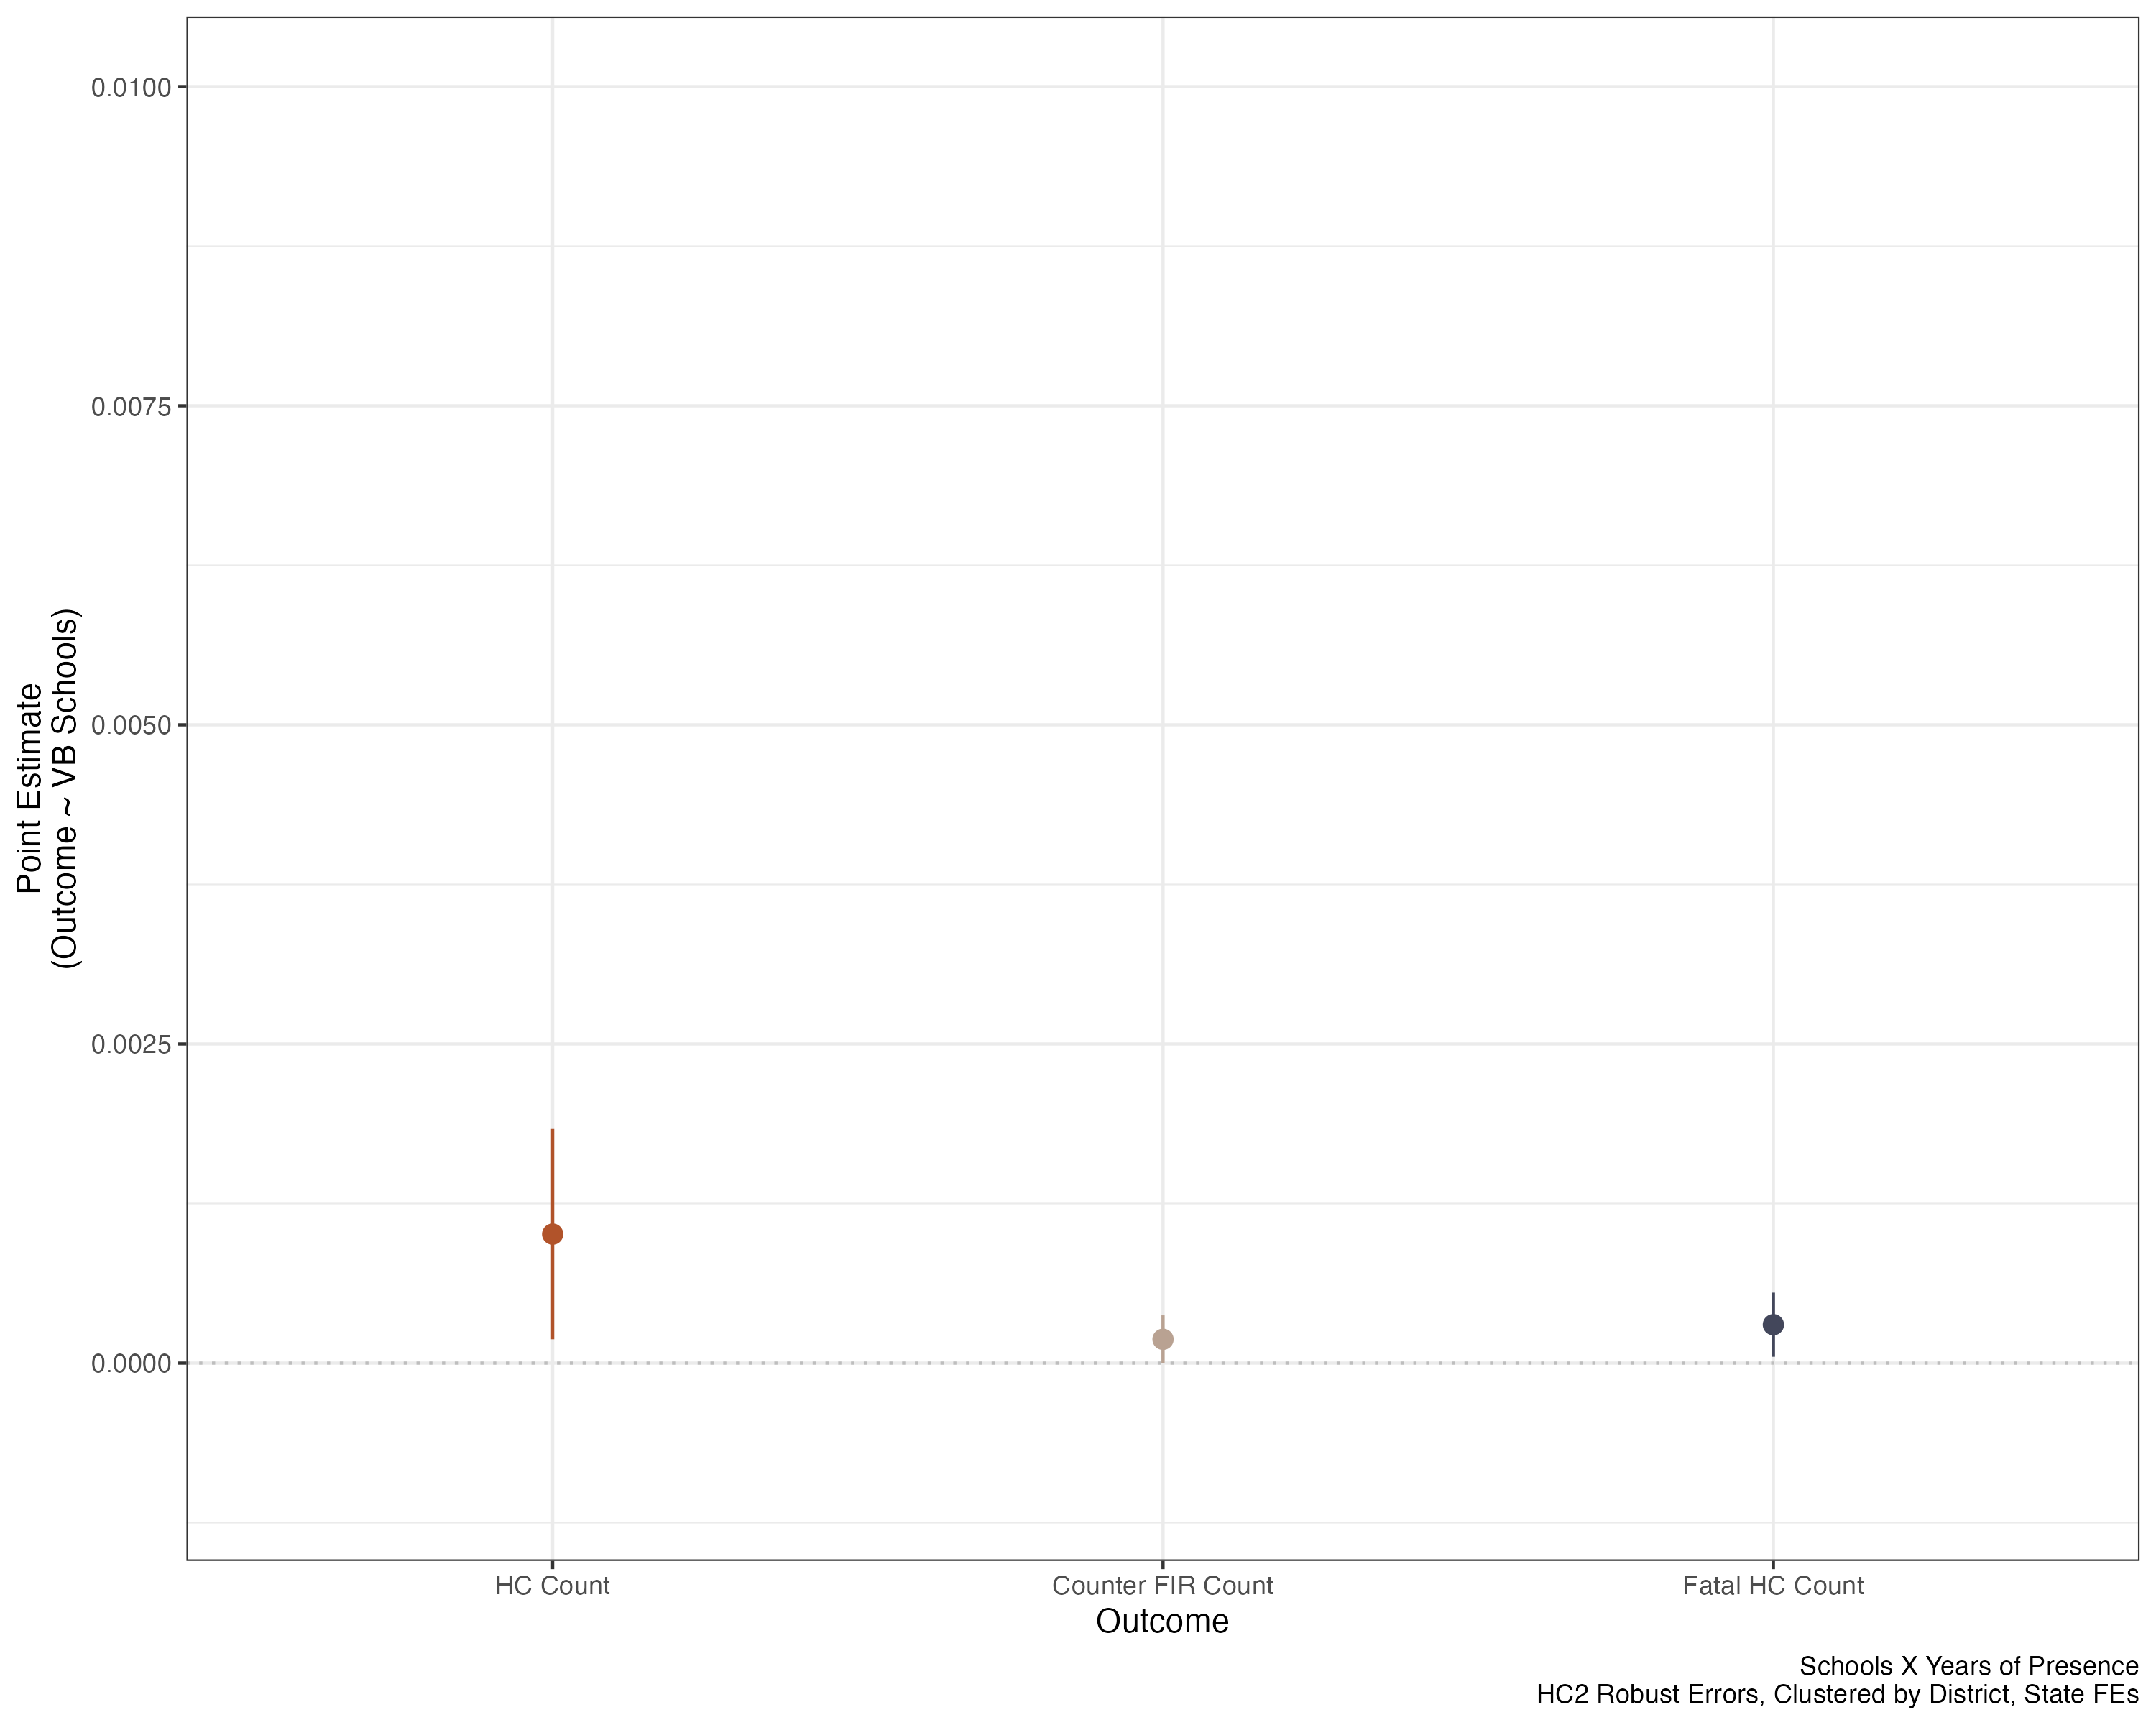 0.0100
0.0075
0.0050
0.0025
0.0000
Point Estimate
(Outcome ~ VB Schools)
HC Count
Counter FIR Count
Fatal HC Count
Outcome
Schools X Years of Presence
HC2 Robust Errors, Clustered by District, State FEs